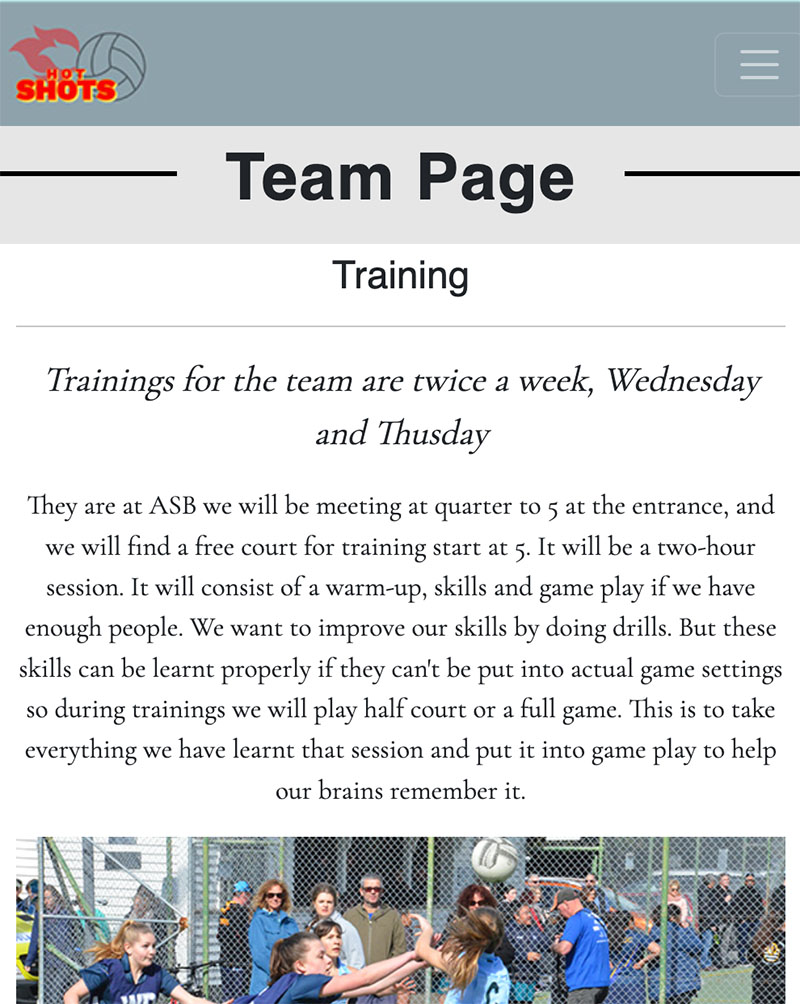 HOT
SHOTS
Team Page
Training
Trainings for the team are twice a week, Wednesday
and Thusday
They are at ASB we will be meeting at quarter to 5 at the entrance, and
we will find a free court for training start at 5. It will be a two-hour
session. It will consist of a warm-up, skills and game play if we have
enough people. We want to improve our skills by doing drills. But these
skills can be learnt properly if they can't be put into actual game settings
so during trainings we will play half court or a full game. This is to take
everything we have learnt that session and put it into game play to help
our brains remember it.